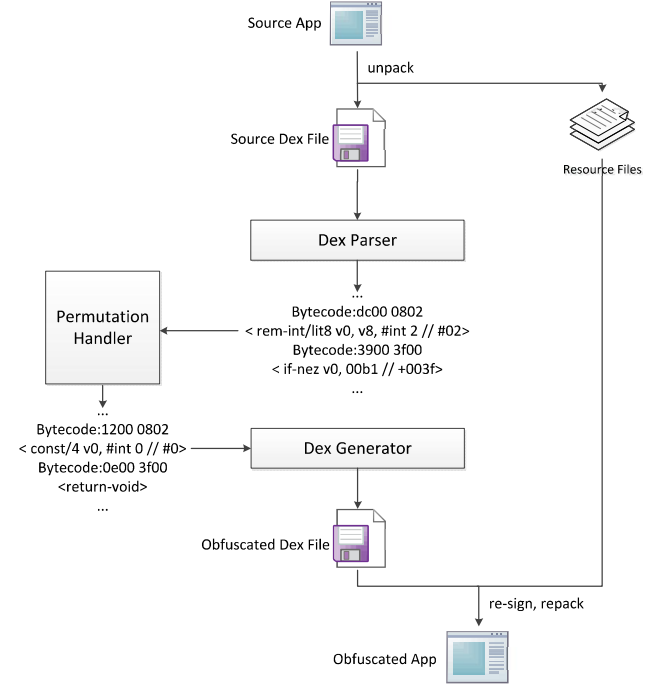 Source App
unpack
Source Dex File
Resource Files
Dex Parser
...
Bytecode:dc00 0802
< rem-int/lit8 v0, v8, #int 2 // #02>
Bytecode:3900 3f00
< if-nez v0, 00b1 // +003f>
...
Permutation
Handler
...
Bytecode:1200 0802
< const/4 v0, #int 0 // #0>
Bytecode:0e00 3f00
<return-void>
...
Dex Generator
Obfuscated Dex File
re-sign, repack
Obfuscated App